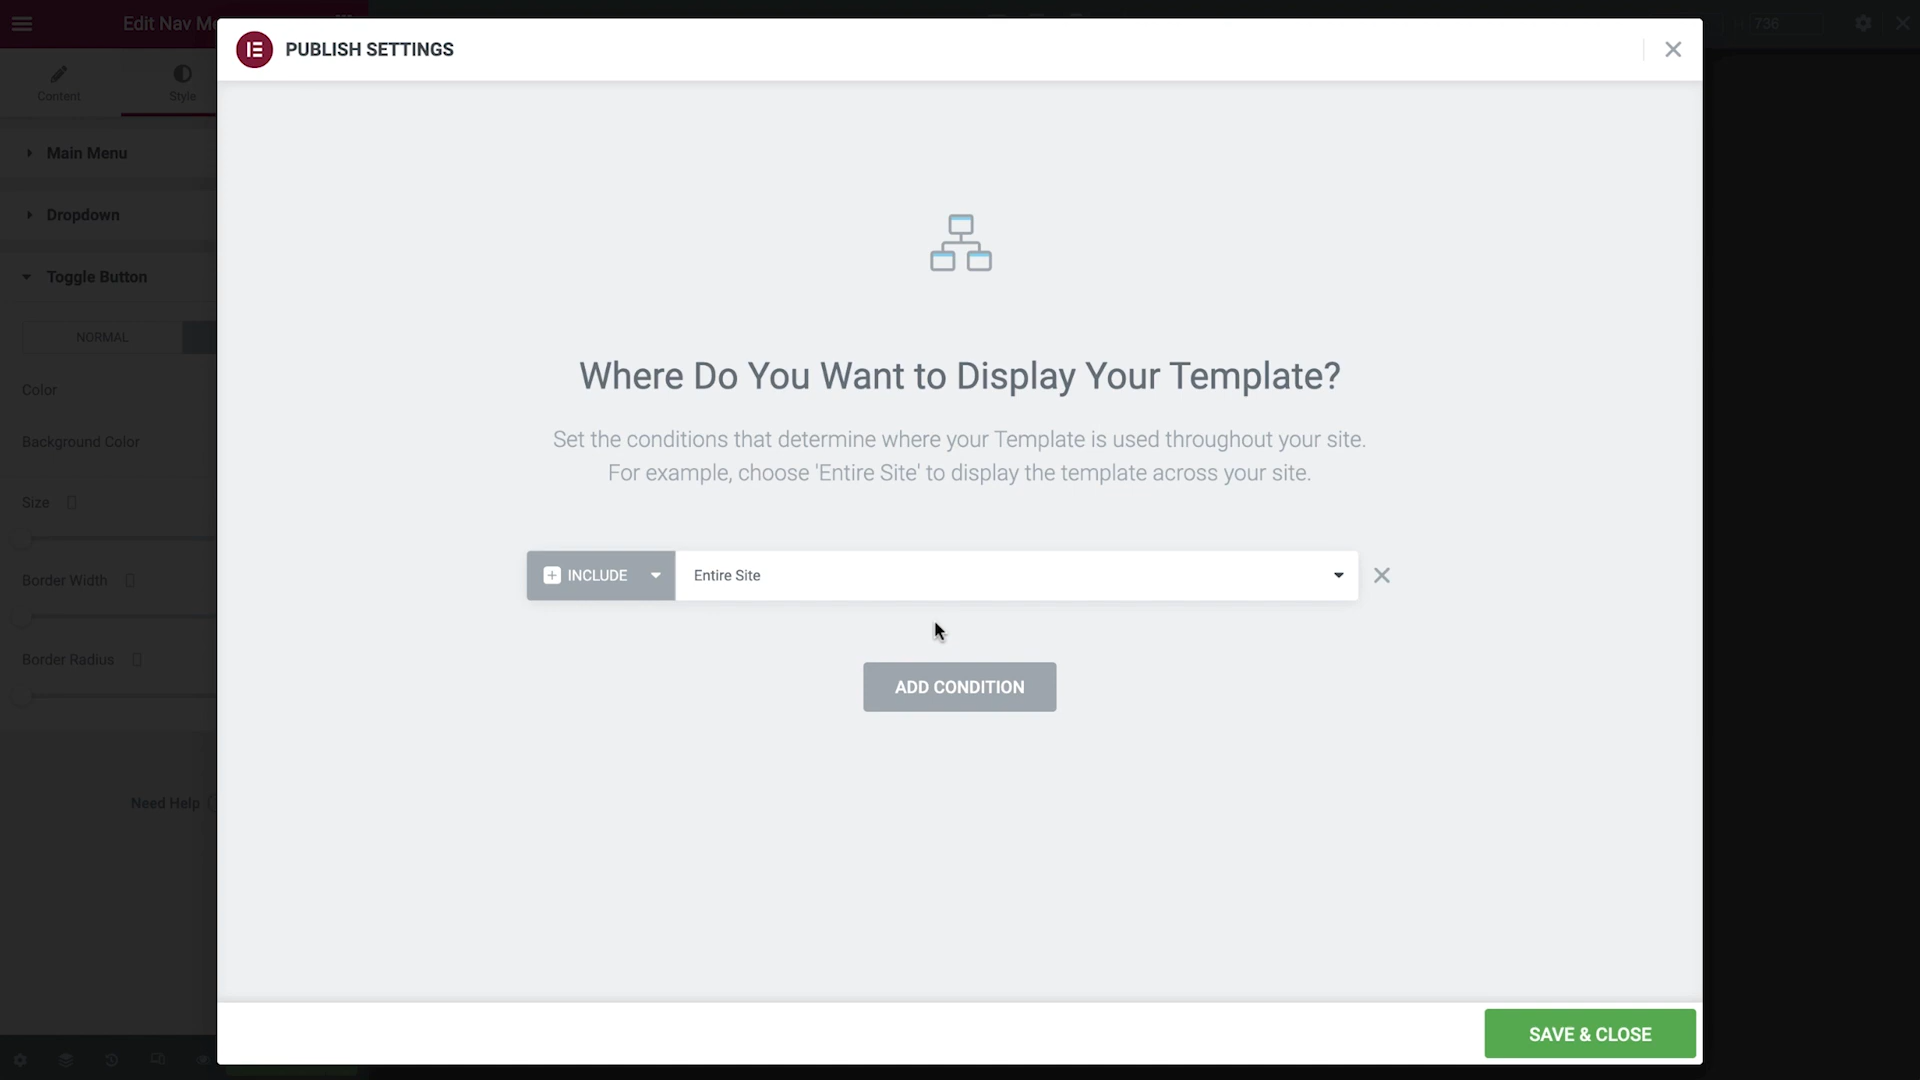 Edit Nav Me
736
PUBLISH SETTINGS
Content
Style
Main Menu
Dropdown
Toggle Button
NORMAL
Color
Background Color
Size
Border Width
Border Radius
Need Help
Where Do You Want to Display Your Template?
Set the conditions that determine where your Template is used throughout your site.
For example, choose 'Entire Site' to display the template across your site.
INCLUDE
Entire Site
ADD CONDITION
SAVE & CLOSE